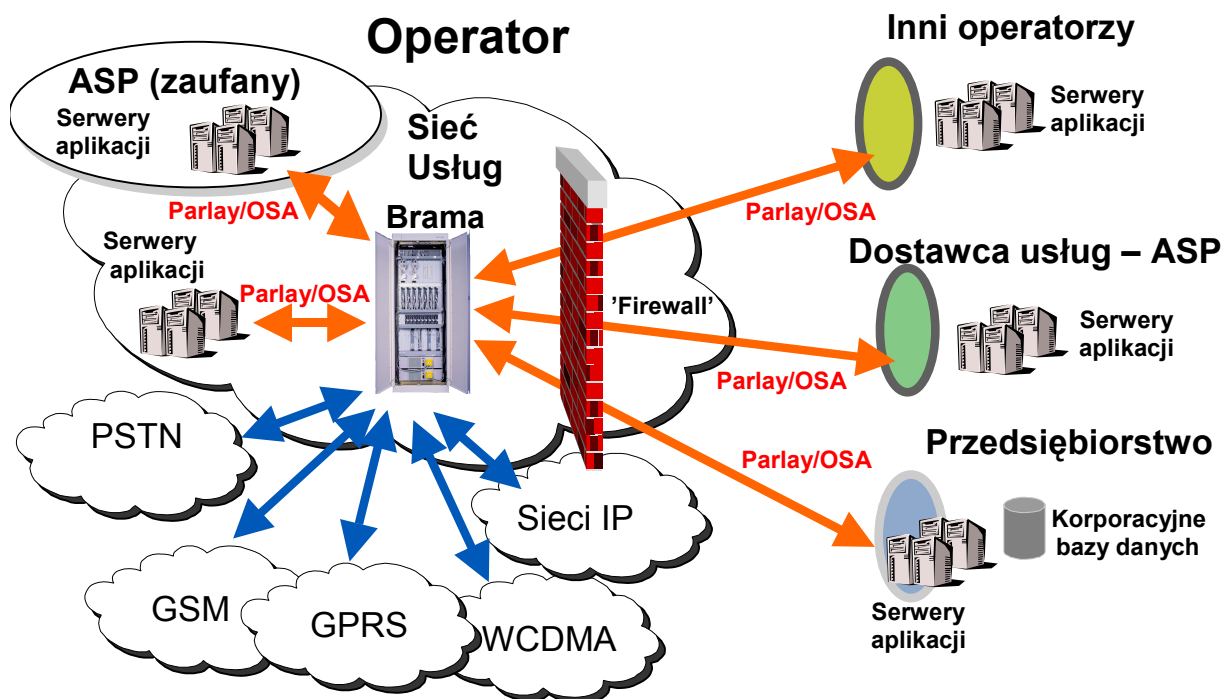 Operator
ASP (zaufany)
Serwery
aplikacji
Sieć
Usług
Parlay/OSA
Brama
Serwery
aplikacji
Parlay/OSA
’Firewall’
Inni operatorzy
Serwery
aplikacji
Parlay/OSA
Dostawca usług – ASP
Serwery
aplikacji
Parlay/OSA
Przedsiębiorstwo
Parlay/OSA
Korporacyjne
bazy danych
Serwery
aplikacji
PSTN
Sieci IP
GSM
GPRS
WCDMA